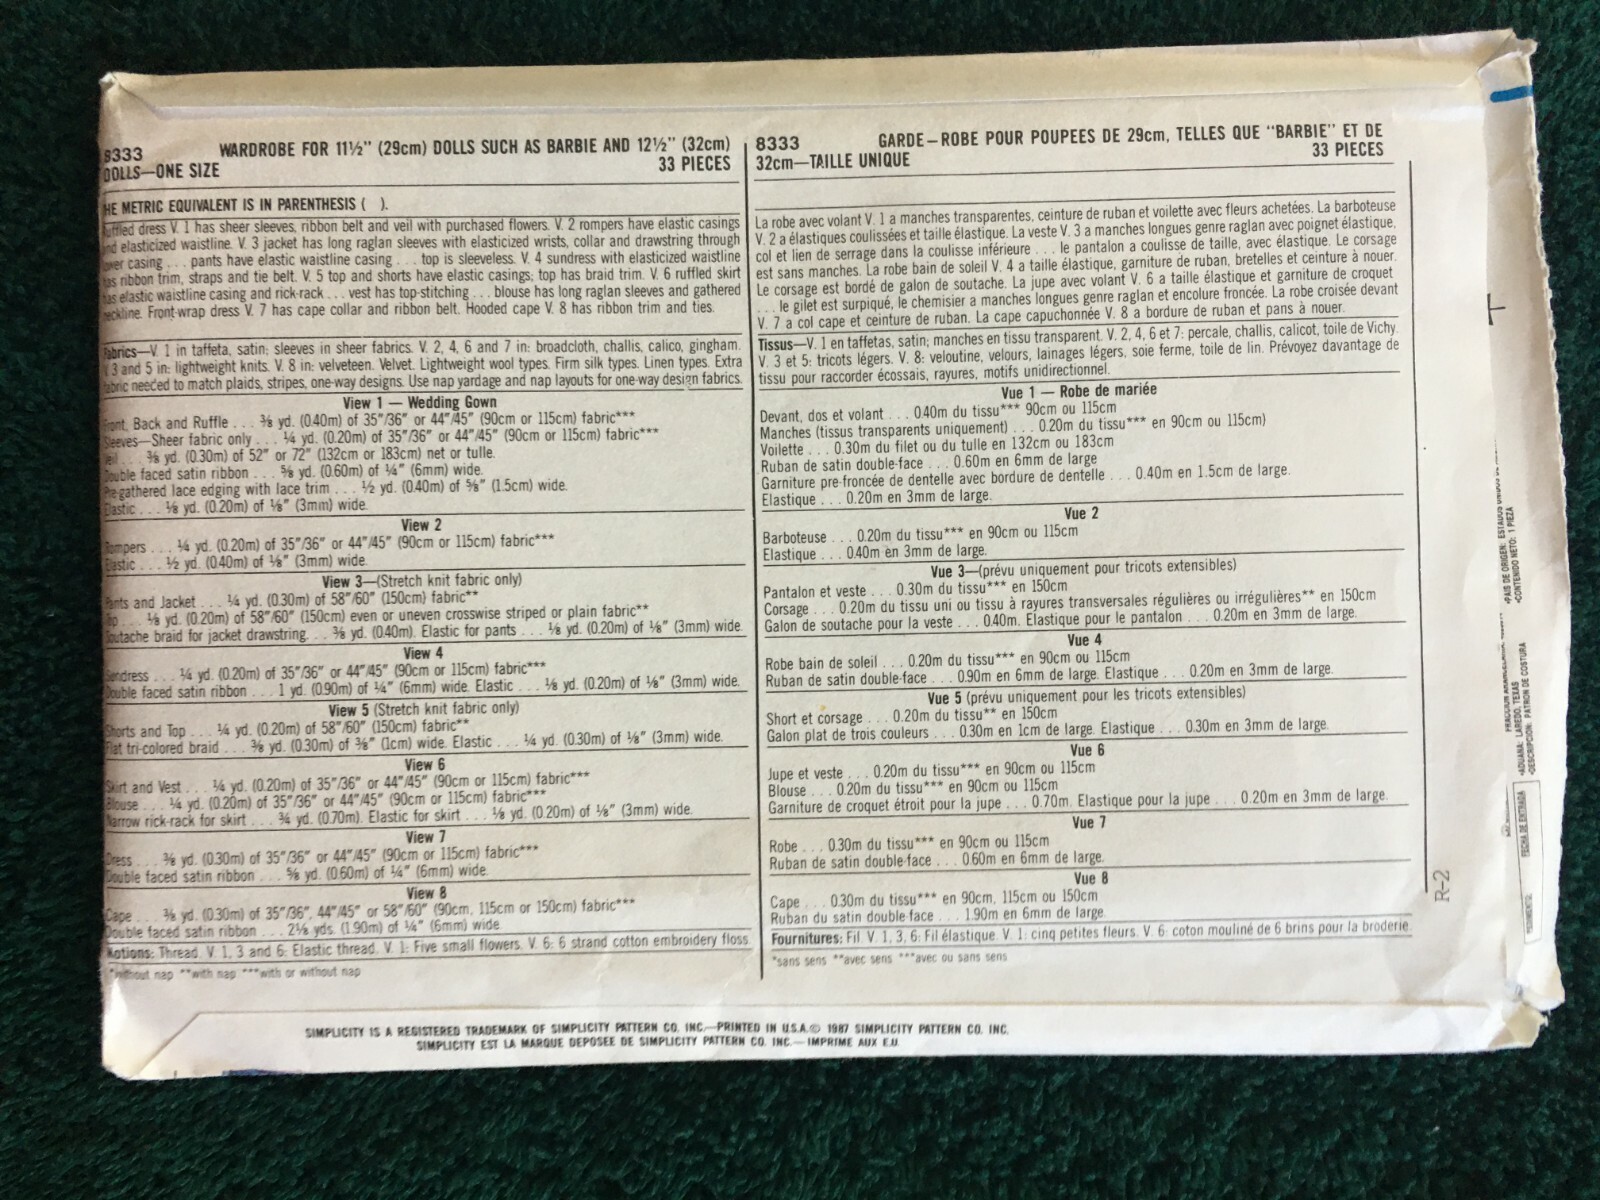 8333 WARDROBE FOR 11½" (29cm) DOLLS SUCH AS BARBIE AND 12½" (32cm)
DOLLS—ONE SIZE 33 PIECES
HE METRIC EQUIVALENT IS IN PARENTHESIS ( ).
uffled dress V. 1 has sheer sleeves, ribbon belt and veil with purchased flowers. V. 2 rompers have elastic casings
nd elasticized waistline. V. 3 jacket has long raglan sleeves with elasticized wrists, collar and drawstring through
ower casing . . . pants have elastic waistline casing . . . top is sleeveless. V. 4 sundress with elasticized waistline
has ribbon trim, straps and tie belt. V. 5 top and shorts have elastic casings; top has braid trim. V. 6 ruffled skirt
has elastic waistline casing and rick-rack . . . vest has top-stitching . . . blouse has long raglan sleeves and gathered
neckline. Front-wrap dress V. 7 has cape collar and ribbon belt. Hooded cape V. 8 has ribbon trim and ties.
Fabrics—V. 1 in taffeta, satin; sleeves in sheer fabrics. V. 2, 4, 6 and 7 in: broadcloth, challis, calico, gingham.
V. 3 and 5 in: lightweight knits. V. 8 in: velveteen. Velvet. Lightweight wool types. Firm silk types. Linen types. Extra
fabric needed to match plaids, stripes, one-way designs. Use nap yardage and nap layouts for one-way design fabrics.
View 1 — Wedding Gown
Front, Back and Ruffle . . . ⅜ yd. (0.40m) of 35"/36" or 44"/45" (90cm or 115cm) fabric***
Sleeves—Sheer fabric only . . . ¼ yd. (0.20m) of 35"/36" or 44"/45" (90cm or 115cm) fabric***
Veil . . . ⅜ yd. (0.30m) of 52" or 72" (132cm or 183cm) net or tulle.
Double faced satin ribbon . . . ⅝ yd. (0.60m) of ¼" (6mm) wide.
Pre-gathered lace edging with lace trim . . . ½ yd. (0.40m) of ⅝" (1.5cm) wide.
Elastic . . . ⅛ yd. (0.20m) of ⅛" (3mm) wide.
View 2
Rompers . . . ¼ yd. (0.20m) of 35"/36" or 44"/45" (90cm or 115cm) fabric***
Elastic . . . ½ yd. (0.40m) of ⅛" (3mm) wide.
View 3—(Stretch knit fabric only)
Pants and Jacket . . . ¼ yd. (0.30m) of 58"/60" (150cm) fabric**
Top . . . ⅛ yd. (0.20m) of 58"/60" (150cm) even or uneven crosswise striped or plain fabric**
Soutache braid for jacket drawstring . . . ⅜ yd. (0.40m). Elastic for pants . . . ⅛ yd. (0.20m) of ⅛" (3mm) wide.
View 4
Sundress . . . ¼ yd. (0.20m) of 35"/36" or 44"/45" (90cm or 115cm) fabric***
Double faced satin ribbon . . . 1 yd. (0.90m) of ¼" (6mm) wide. Elastic . . . ⅛ yd. (0.20m) of ⅛" (3mm) wide.
View 5 (Stretch knit fabric only)
Shorts and Top . . . ¼ yd. (0.20m) of 58"/60" (150cm) fabric**
Flat tri-colored braid . . . ⅜ yd. (0.30m) of ⅜" (1cm) wide. Elastic . . . ¼ yd. (0.30m) of ⅛" (3mm) wide.
View 6
Skirt and Vest . . . ¼ yd. (0.20m) of 35"/36" or 44"/45" (90cm or 115cm) fabric***
Blouse . . . ¼ yd. (0.20m) of 35"/36" or 44"/45" (90cm or 115cm) fabric***
Narrow rick-rack for skirt . . . ¾ yd. (0.70m). Elastic for skirt . . . ⅛ yd. (0.20m) of ⅛" (3mm) wide.
View 7
Dress . . . ⅜ yd. (0.30m) of 35"/36" or 44"/45" (90cm or 115cm) fabric***
Double faced satin ribbon . . . ⅝ yd. (0.60m) of ¼" (6mm) wide.
View 8
Cape . . . ⅜ yd. (0.30m) of 35"/36", 44"/45" or 58"/60" (90cm, 115cm or 150cm) fabric***
Double faced satin ribbon . . . 2⅛ yds. (1.90m) of ¼" (6mm) wide.
Notions: Thread. V. 1, 3 and 6: Elastic thread. V. 1: Five small flowers. V. 6: 6 strand cotton embroidery floss.
*without nap **with nap ***with or without nap
8333 GARDE-ROBE POUR POUPEES DE 29cm, TELLES QUE "BARBIE" ET DE
32cm—TAILLE UNIQUE 33 PIECES
La robe avec volant V. 1 a manches transparentes, ceinture de ruban et voilette avec fleurs achetées. La barboteuse
V. 2 a élastiques coulissées et taille élastique. La veste V. 3 a manches longues genre raglan avec poignet élastique,
col et lien de serrage dans la coulisse inférieure . . . le pantalon a coulisse de taille, avec élastique. Le corsage
est sans manches. La robe bain de soleil V. 4 a taille élastique, garniture de ruban, bretelles et ceinture à nouer.
Le corsage est bordé de galon de soutache. La jupe avec volant V. 6 a taille élastique et garniture de croquet
. . . le gilet est surpiqué, le chemisier a manches longues genre raglan et encolure froncée. La robe croisée devant
V. 7 a col cape et ceinture de ruban. La cape capuchonnée V. 8 a bordure de ruban et pans à nouer.
Tissus—V. 1 en taffetas, satin; manches en tissu transparent. V. 2, 4, 6 et 7: percale, challis, calicot, toile de Vichy.
V. 3 et 5: tricots légers. V. 8: veloutine, velours, lainages légers, soie ferme, toile de lin. Prévoyez davantage de
tissu pour raccorder écossais, rayures, motifs unidirectionnel.
Vue 1 — Robe de mariée
Devant, dos et volant . . . 0.40m du tissu*** 90cm ou 115cm
Manches (tissus transparents uniquement) . . . 0.20m du tissu*** en 90cm ou 115cm)
Voilette . . . 0.30m du filet ou du tulle en 132cm ou 183cm
Ruban de satin double-face . . . 0.60m en 6mm de large
Garniture pre-froncée de dentelle avec bordure de dentelle . . . 0.40m en 1.5cm de large.
Elastique . . . 0.20m en 3mm de large.
Vue 2
Barboteuse . . . 0.20m du tissu*** en 90cm ou 115cm
Elastique . . . 0.40m en 3mm de large.
Vue 3—(prévu uniquement pour tricots extensibles)
Pantalon et veste . . . 0.30m du tissu*** en 150cm
Corsage . . . 0.20m du tissu uni ou tissu à rayures transversales régulières ou irrégulières** en 150cm
Galon de soutache pour la veste . . . 0.40m. Elastique pour le pantalon . . . 0.20m en 3mm de large.
Vue 4
Robe bain de soleil . . . 0.20m du tissu*** en 90cm ou 115cm
Ruban de satin double-face . . . 0.90m en 6mm de large. Elastique . . . 0.20m en 3mm de large.
Vue 5 (prévu uniquement pour les tricots extensibles)
Short et corsage . . . 0.20m du tissu** en 150cm
Galon plat de trois couleurs . . . 0.30m en 1cm de large. Elastique . . . 0.30m en 3mm de large.
Vue 6
Jupe et veste . . . 0.20m du tissu*** en 90cm ou 115cm
Blouse . . . 0.20m du tissu*** en 90cm ou 115cm
Garniture de croquet étroit pour la jupe . . . 0.70m. Elastique pour la jupe . . . 0.20m en 3mm de large.
Vue 7
Robe . . . 0.30m du tissu*** en 90cm ou 115cm
Ruban de satin double-face . . . 0.60m en 6mm de large.
Vue 8
Cape . . . 0.30m du tissu*** en 90cm, 115cm ou 150cm
Ruban du satin double-face . . . 1.90m en 6mm de large.
Fournitures: Fil. V. 1, 3, 6: Fil élastique. V. 1: cinq petites fleurs. V. 6: coton mouliné de 6 brins pour la broderie.
*sans sens **avec sens ***avec ou sans sens
R-2
•PAIS DE ORIGEN: ESTADOS UNIDOS DE
•CONTENIDO NETO: 1 PIEZA
•ADUANA: LAREDO, TEXAS
•DESCRIPCION: PATRON DE COSTURA
FECHA DE ENTRADA
SIMPLICITY IS A REGISTERED TRADEMARK OF SIMPLICITY PATTERN CO. INC.—PRINTED IN U.S.A.© 1987 SIMPLICITY PATTERN CO. INC.
SIMPLICITY EST LA MARQUE DEPOSEE DE SIMPLICITY PATTERN CO. INC.—IMPRIME AUX E.U.